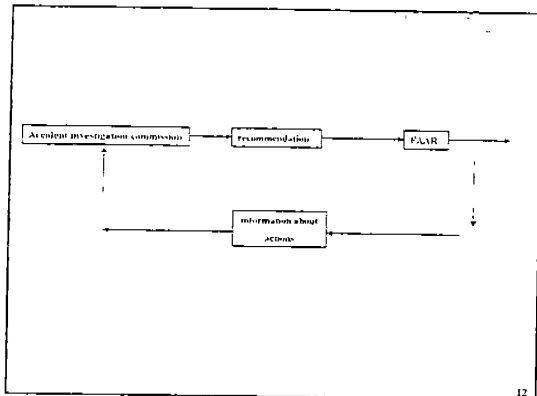 Accident investigation commission
recommendation
FAAR
information about
actions
12